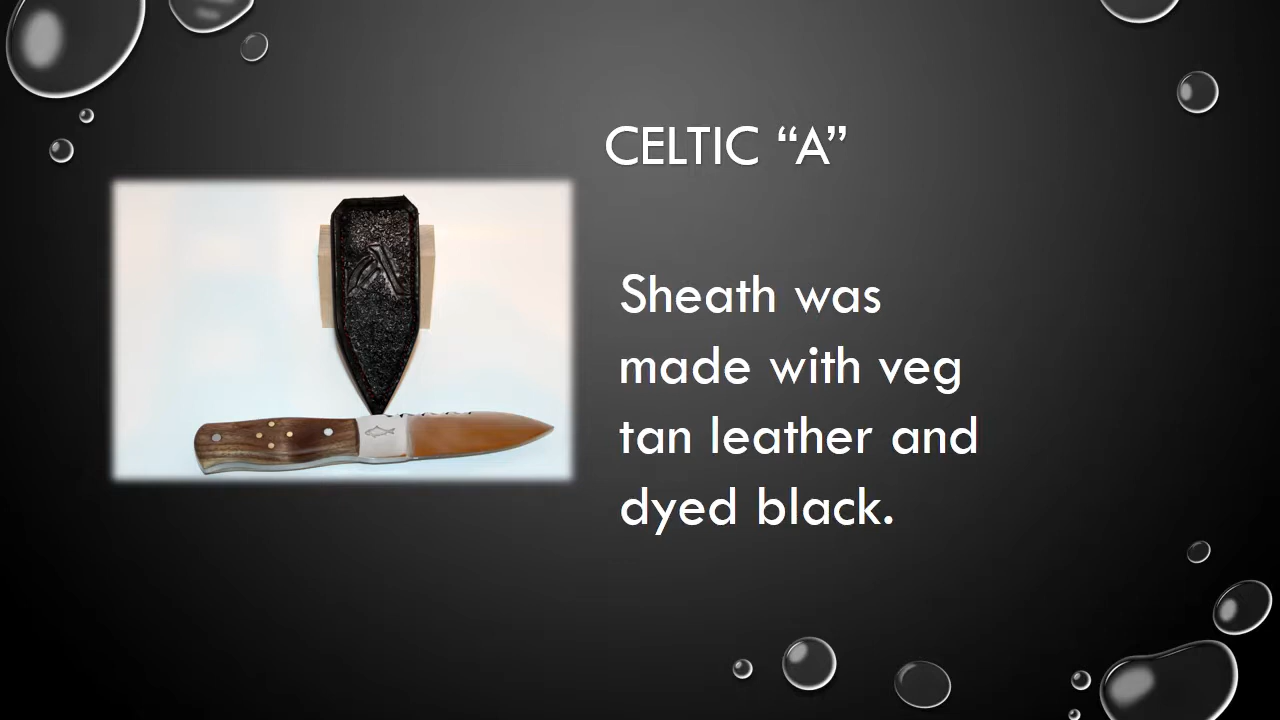 CELTIC “A”
Sheath was
made with veg
tan leather and
dyed black.